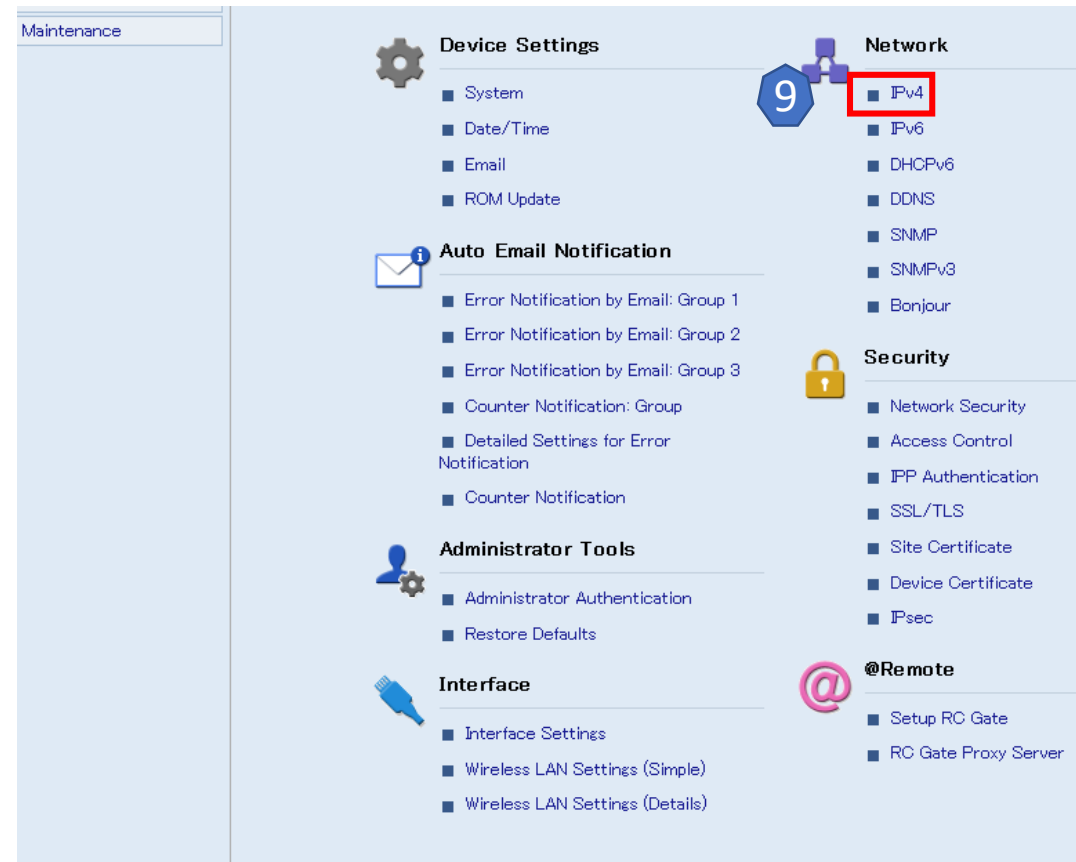 Maintenance
Device Settings
System
Date/Time
Email
ROM Update
Auto Email Notification
Error Notification by Email: Group 1
Error Notification by Email: Group 2
Error Notification by Email: Group 3
Counter Notification: Group
Detailed Settings for Error
Notification
Counter Notification
Administrator Tools
Administrator Authentication
Restore Defaults
Interface
Interface Settings
Wireless LAN Settings (Simple)
Wireless LAN Settings (Details)
Network
9
IPv4
IPv6
DHCPv6
DDNS
SNMP
SNMPv3
Bonjour
Security
Network Security
Access Control
IPP Authentication
SSL/TLS
Site Certificate
Device Certificate
IPsec
@Remote
Setup RC Gate
RC Gate Proxy Server